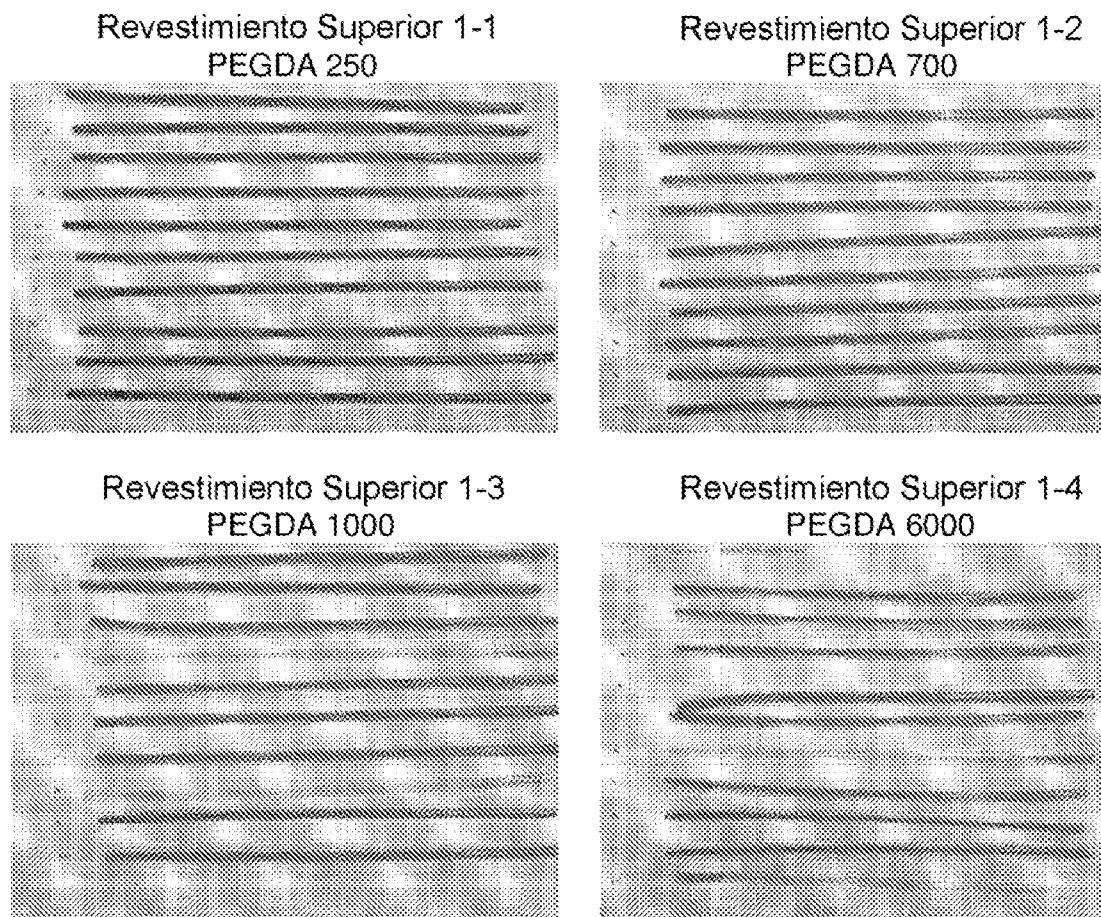 Revestimiento Superior 1-1
PEGDA 250
Revestimiento Superior 1-2
PEGDA 700
Revestimiento Superior 1-3
PEGDA 1000
Revestimiento Superior 1-4
PEGDA 6000